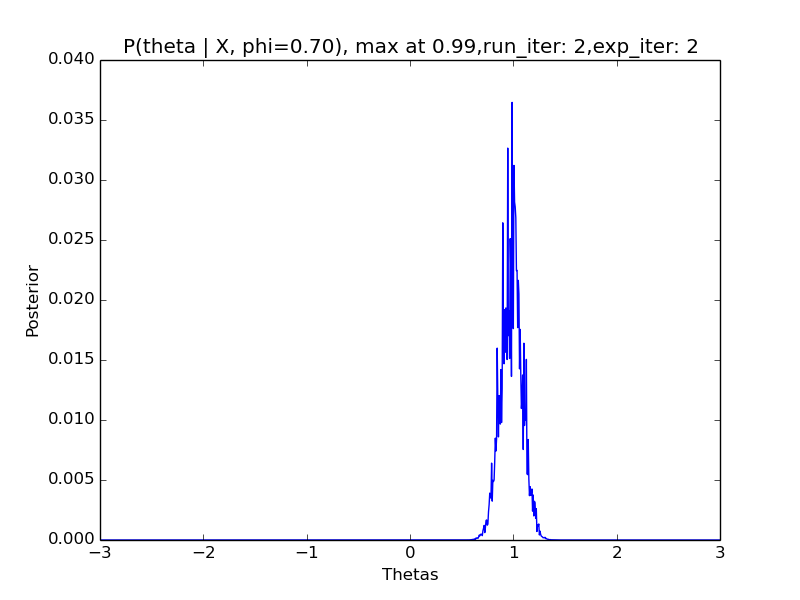 P(theta | X, phi=0.70), max at 0.99,run_iter: 2,exp_iter: 2
0.040
0.035
0.030
0.025
0.020
0.015
0.010
0.005
0.000
Posterior
−3 −2 −1 0 1 2 3
Thetas